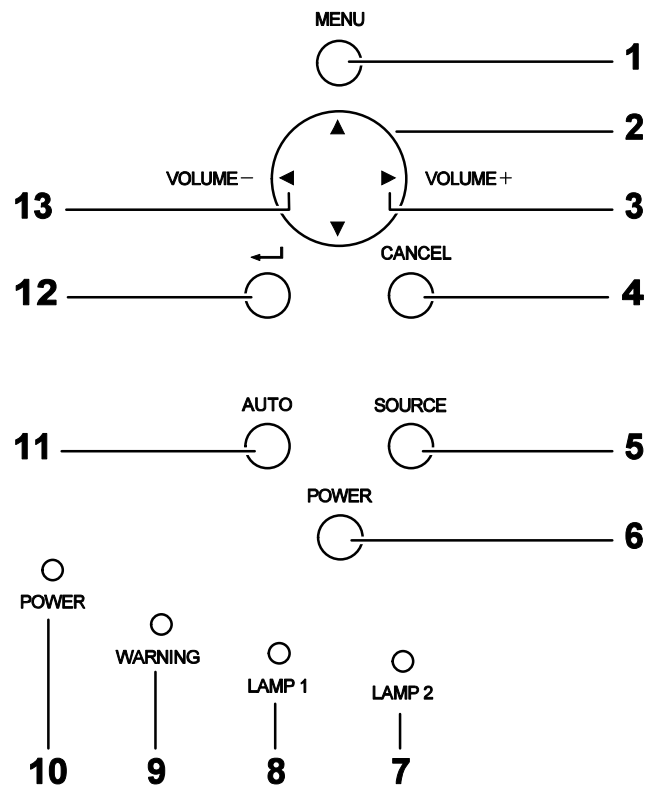 MENU
1
2
VOLUME－ VOLUME＋
13 3
CANCEL
12 4
AUTO SOURCE
11 5
POWER
6
POWER
WARNING
LAMP 1
LAMP 2
10 9 8 7